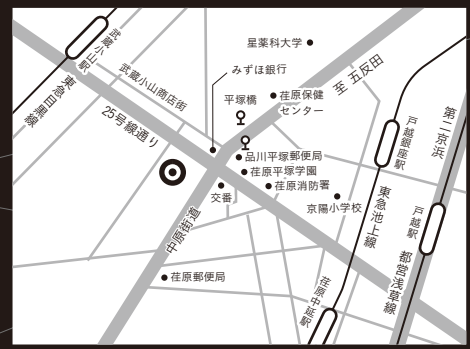 武蔵小山駅
東急目黒線
武蔵小山商店街
25号線通り
星薬科大学
みずほ銀行
平塚橋
荏原保健
センター
至 五反田
品川平塚郵便局
荏原平塚学園
荏原消防署
交番
京陽小学校
中原街道
荏原郵便局
戸越銀座駅
東急池上線
荏原中延駅
第二京浜
戸越駅
都営浅草線